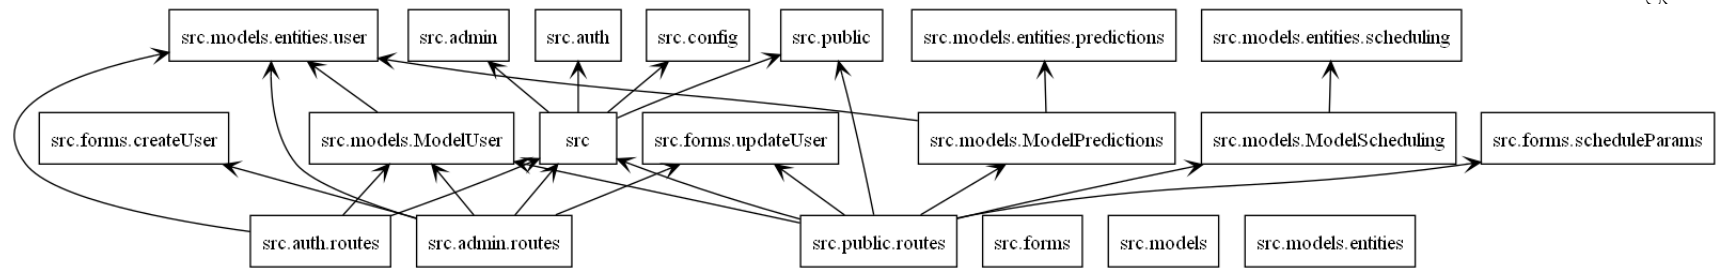 src.models.entities.user
src.admin
src.auth
src.config
src.public
src.models.entities.predictions
src.models.entities.scheduling
src.forms.createUser
src.models.ModelUser
src
src.forms.updateUser
src.models.ModelPredictions
src.models.ModelScheduling
src.forms.scheduleParams
src.auth.routes
src.admin.routes
src.public.routes
src.forms
src.models
src.models.entities